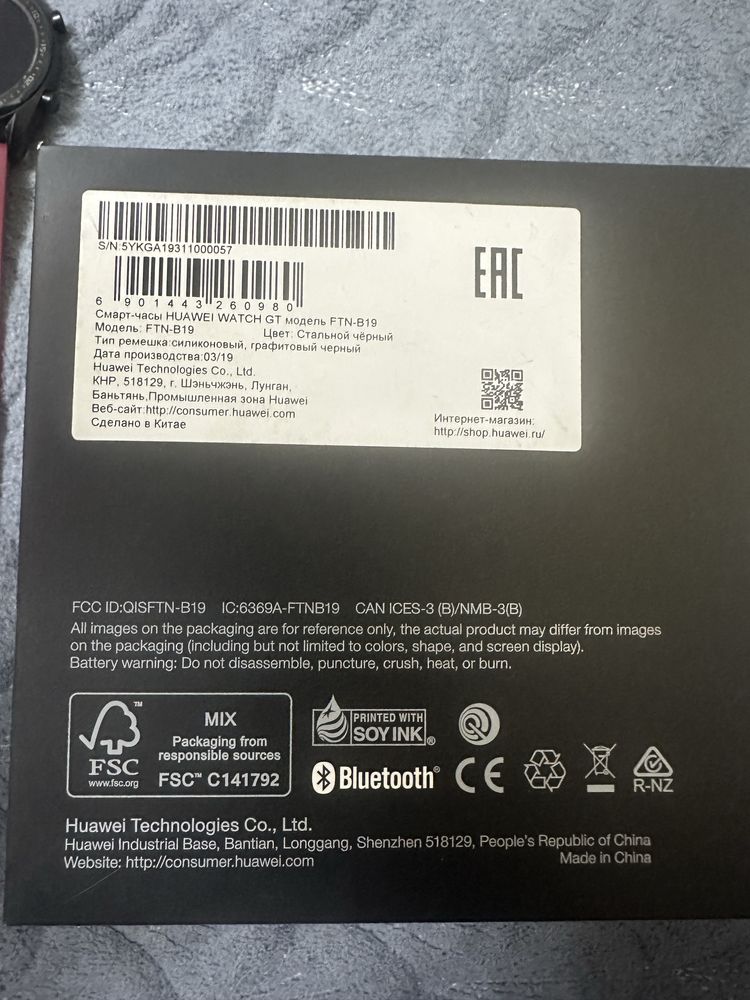 S/N:5YKGA19311000057
6 901443 260980
EAC
Смарт-часы HUAWEI WATCH GT модель FTN-B19
Модель: FTN-B19 Цвет: Стальной чёрный
Тип ремешка:силиконовый, графитовый черный
Дата производства:03/19
Huawei Technologies Co., Ltd.
КНР, 518129, г. Шэньчжэнь, Лунган,
Баньтянь,Промышленная зона Huawei
Веб-сайт:http://consumer.huawei.com
Сделано в Китае
Интернет-магазин:
http://shop.huawei.ru/
FCC ID:QISFTN-B19 IC:6369A-FTNB19 CAN ICES-3 (B)/NMB-3(B)
All images on the packaging are for reference only, the actual product may differ from images
on the packaging (including but not limited to colors, shape, and screen display).
Battery warning: Do not disassemble, puncture, crush, heat, or burn.
FSC
www.fsc.org
MIX
Packaging from
responsible sources
FSC™ C141792
PRINTED WITH
SOY INK®
Bluetooth®
CE
R-NZ
Huawei Technologies Co., Ltd.
Huawei Industrial Base, Bantian, Longgang, Shenzhen 518129, People's Republic of China
Website: http://consumer.huawei.com Made in China